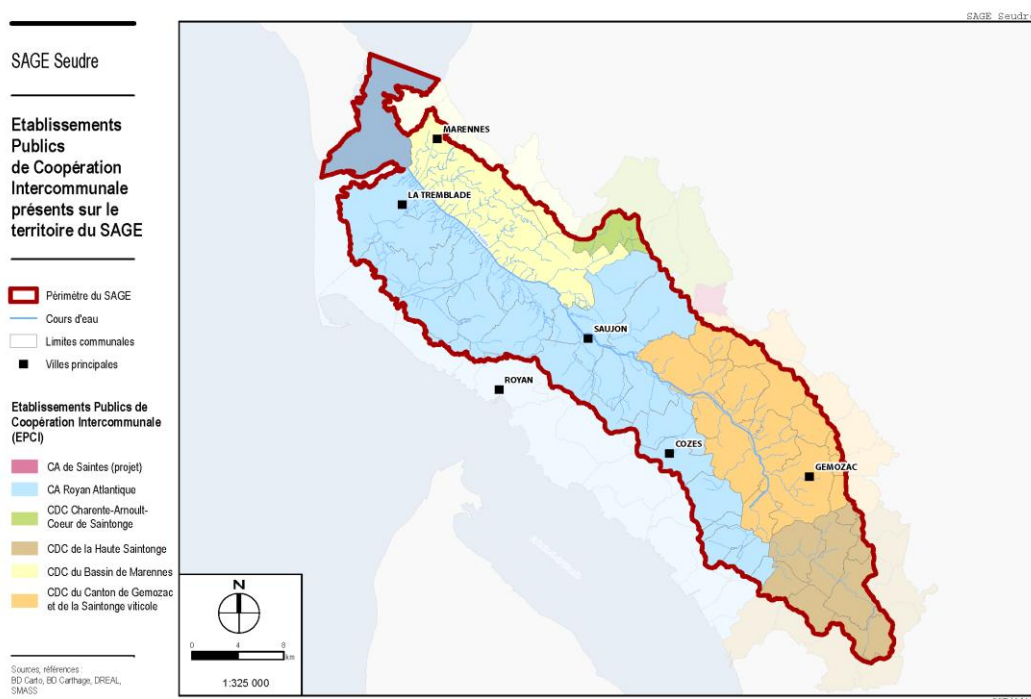 SAGE Seudre
SAGE Seudre
Etablissements
Publics
de Coopération
Intercommunale
présents sur le
territoire du SAGE
Périmètre du SAGE
Cours d'eau
Limites communales
Villes principales
Etablissements Publics de
Coopération Intercommunale
(EPCI)
CA de Saintes (projet)
CA Royan Atlantique
CDC Charente-Arnoult-
Coeur de Saintonge
CDC de la Haute Saintonge
CDC du Bassin de Marennes
CDC du Canton de Gemozac
et de la Saintonge viticole
Sources, références :
BD Carto, BD Carthage, DREAL,
SMASS
MARENNES
LA TREMBLADE
SAUJON
ROYAN
COZES
GEMOZAC
N
0 4 8
km
1:325 000